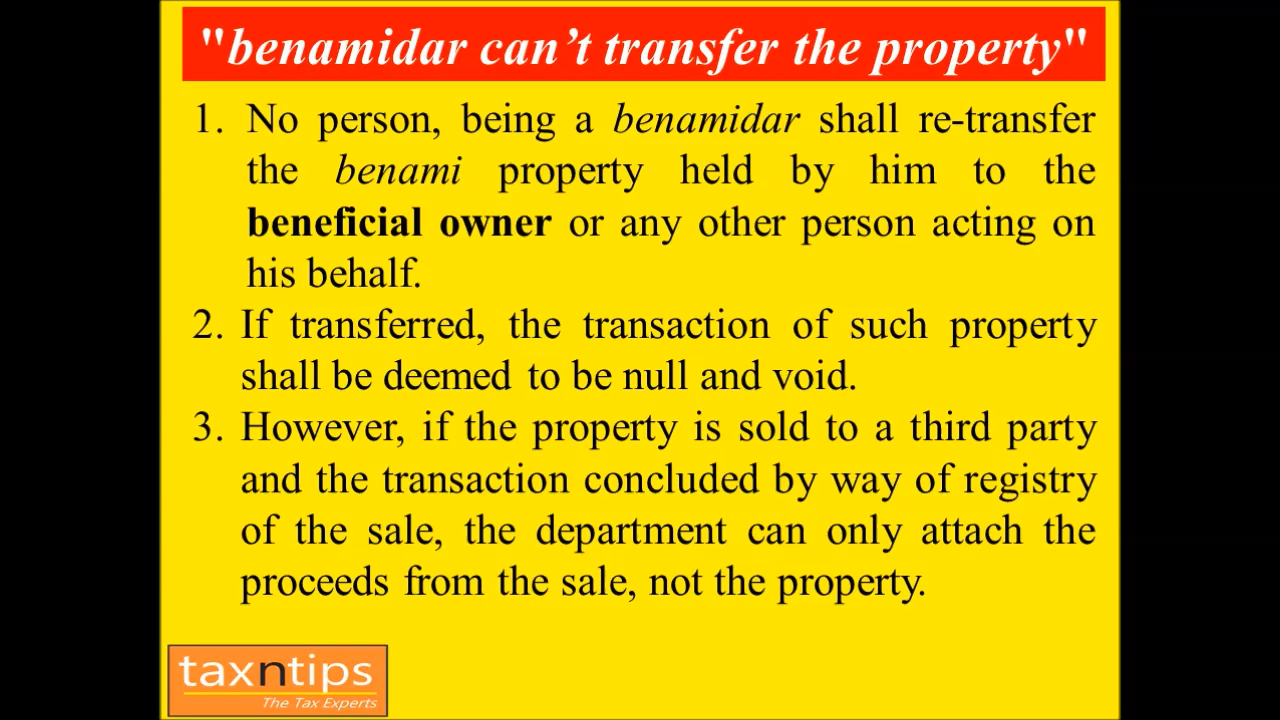 "benamidar can’t transfer the property"
1. No person, being a benamidar shall re-transfer
the benami property held by him to the
beneficial owner or any other person acting on
his behalf.
2. If transferred, the transaction of such property
shall be deemed to be null and void.
3. However, if the property is sold to a third party
and the transaction concluded by way of registry
of the sale, the department can only attach the
proceeds from the sale, not the property.
taxntips
The Tax Experts